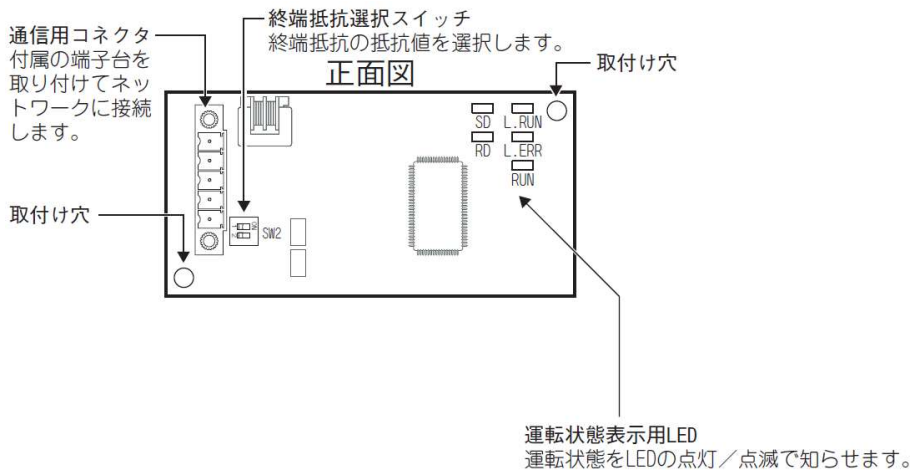 終端抵抗選択スイッチ
終端抵抗の抵抗値を選択します。
通信用コネクタ
付属の端子台を
取り付けてネッ
トワークに接続
します。
正面図
取付け穴
SD L.RUN
RD L.ERR
RUN
取付け穴
ON
1 2
SW2
運転状態表示用LED
運転状態をLEDの点灯／点滅で知らせます。